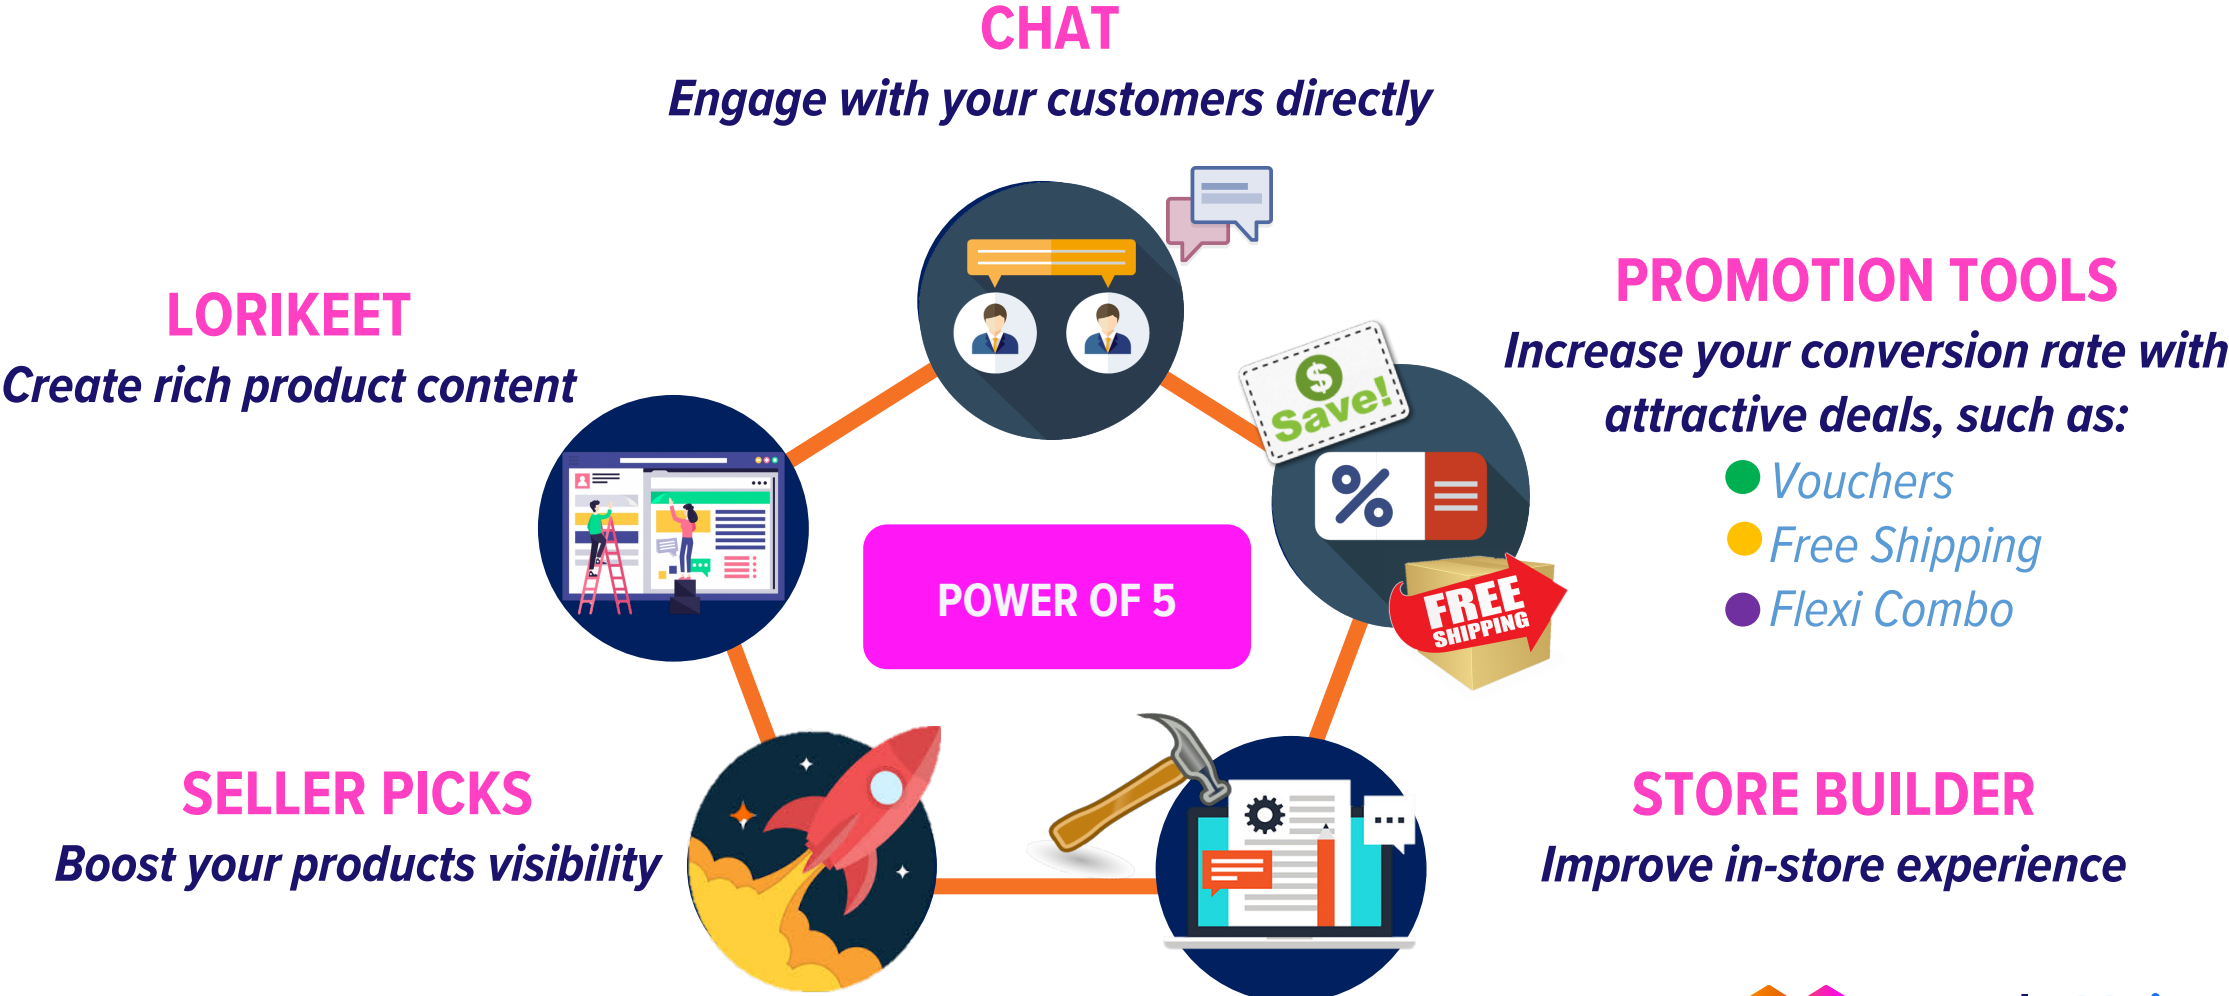 CHAT
Engage with your customers directly
LORIKEET
Create rich product content
PROMOTION TOOLS
Increase your conversion rate with
attractive deals, such as:
Vouchers
Free Shipping
Flexi Combo
$
Save!
%
FREE
SHIPPING
POWER OF 5
SELLER PICKS
Boost your products visibility
STORE BUILDER
Improve in-store experience